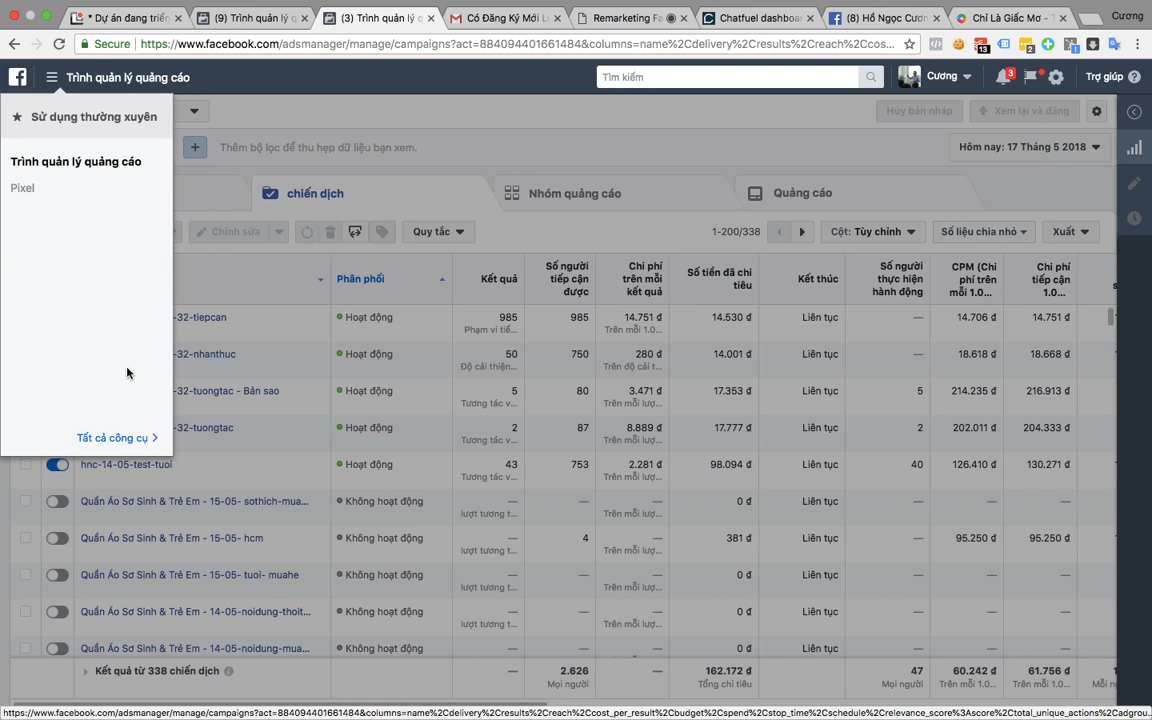 * Dự án đang triển
(9) Trình quản lý q
(3) Trình quản lý q
Có Đăng Ký Mới L
Remarketing Fa
Chatfuel dashboa
(8) Hồ Ngọc Cươn
Chỉ Là Giấc Mơ - T
Cương
Secure
https://www.facebook.com/adsmanager/manage/campaigns?act=884094401661484&columns=name%2Cdelivery%2Cresults%2Creach%2Ccos...
13
2
1
Trình quản lý quảng cáo
Tìm kiếm
Cương
3
Trợ giúp
Sử dụng thường xuyên
Hủy bản nháp
Xem lại và đăng
Trình quản lý quảng cáo
Pixel
Tất cả công cụ
Thêm bộ lọc để thu hẹp dữ liệu bạn xem.
Hôm nay: 17 Tháng 5 2018
chiến dịch
Nhóm quảng cáo
Quảng cáo
Chỉnh sửa
Quy tắc
1-200/338
Cột: Tùy chỉnh
Số liệu chia nhỏ
Xuất
Phân phối
Kết quả
Số người tiếp cận được
Chi phí trên mỗi kết quả
Số tiền đã chi tiêu
Kết thúc
Số người thực hiện hành động
CPM (Chi phí trên mỗi 1.0...
Chi phí tiếp cận 1.0...
-32-tiepcan Hoạt động 985 985 14.751 đ 14.530 đ Liên tục — 14.706 đ 14.751 đ
Phạm vi tiế... Trên mỗi 1.0...
-32-nhanthuc Hoạt động 50 750 280 đ 14.001 đ Liên tục — 18.618 đ 18.668 đ
Độ cải thiện... Trên độ cải t...
-32-tuongtac - Bản sao Hoạt động 5 80 3.471 đ 17.353 đ Liên tục 5 214.235 đ 216.913 đ
Tương tác v... Trên mỗi lượ...
-32-tuongtac Hoạt động 2 87 8.889 đ 17.777 đ Liên tục 2 202.011 đ 204.333 đ
Tương tác v... Trên mỗi lượ...
hnc-14-05-test-tuoi Hoạt động 43 753 2.281 đ 98.094 đ Liên tục 40 126.410 đ 130.271 đ
Tương tác v... Trên mỗi lượ...
Quần Áo Sơ Sinh & Trẻ Em - 15-05- sothich-mua... Không hoạt động — — — 0 đ Liên tục — — —
lượt tương t... Trên mỗi lượ...
Quần Áo Sơ Sinh & Trẻ Em - 15-05- hcm Không hoạt động — 4 — 381 đ Liên tục — 95.250 đ 95.250 đ
lượt tương t... Trên mỗi lượ...
Quần Áo Sơ Sinh & Trẻ Em - 15-05- tuoi- muahe Không hoạt động — — — 0 đ Liên tục — — —
lượt tương t... Trên mỗi lượ...
Quần Áo Sơ Sinh & Trẻ Em - 14-05-noidung-thoit... Không hoạt động — — — 0 đ Liên tục — — —
lượt tương t... Trên mỗi lượ...
Quần Áo Sơ Sinh & Trẻ Em - 14-05-noidung-mua... Không hoạt động — — — 0 đ Liên tục — — —
Kết quả từ 338 chiến dịch — 2.626 — 162.172 đ 47 60.242 đ 61.756 đ
Mọi người Tổng chi tiêu Mọi người Trên mỗi 1.0... Trên mỗi 1.0...
https://www.facebook.com/adsmanager/manage/campaigns?act=884094401661484&columns=name%2Cdelivery%2Cresults%2Creach%2Ccost_per_result%2Cbudget%2Cspend%2Cstop_time%2Cschedule%2Crelevance_score%3Ascore%2Ctotal_unique_actions%2Cadgrou...